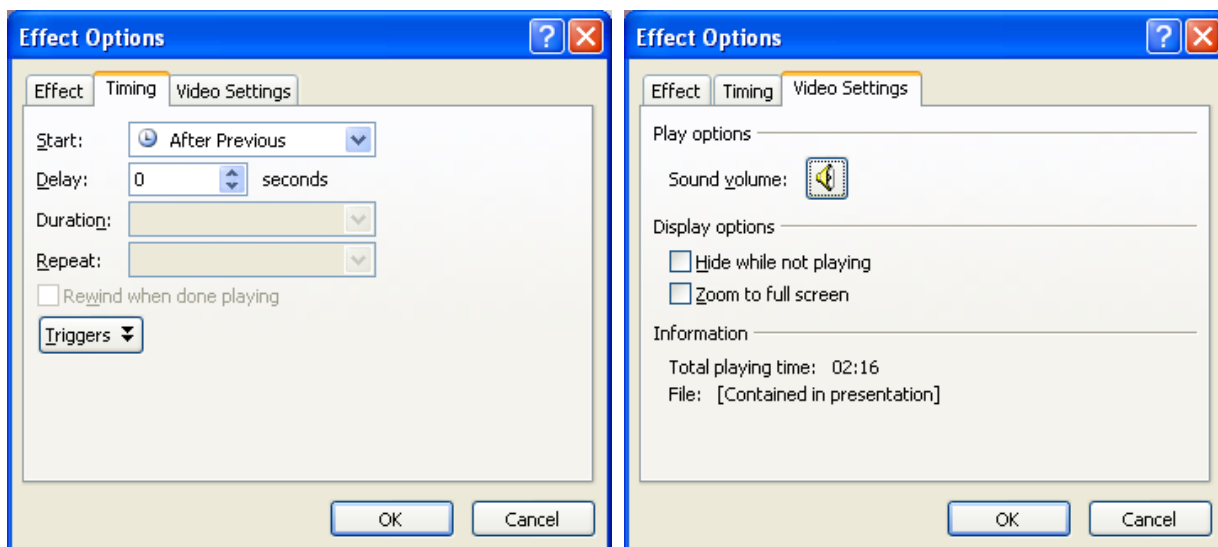 Effect Options
Effect Timing Video Settings
Start: After Previous
Delay: 0 seconds
Duration:
Repeat:
Rewind when done playing
Triggers
OK Cancel
Effect Options
Effect Timing Video Settings
Play options
Sound volume:
Display options
Hide while not playing
Zoom to full screen
Information
Total playing time: 02:16
File: [Contained in presentation]
OK Cancel